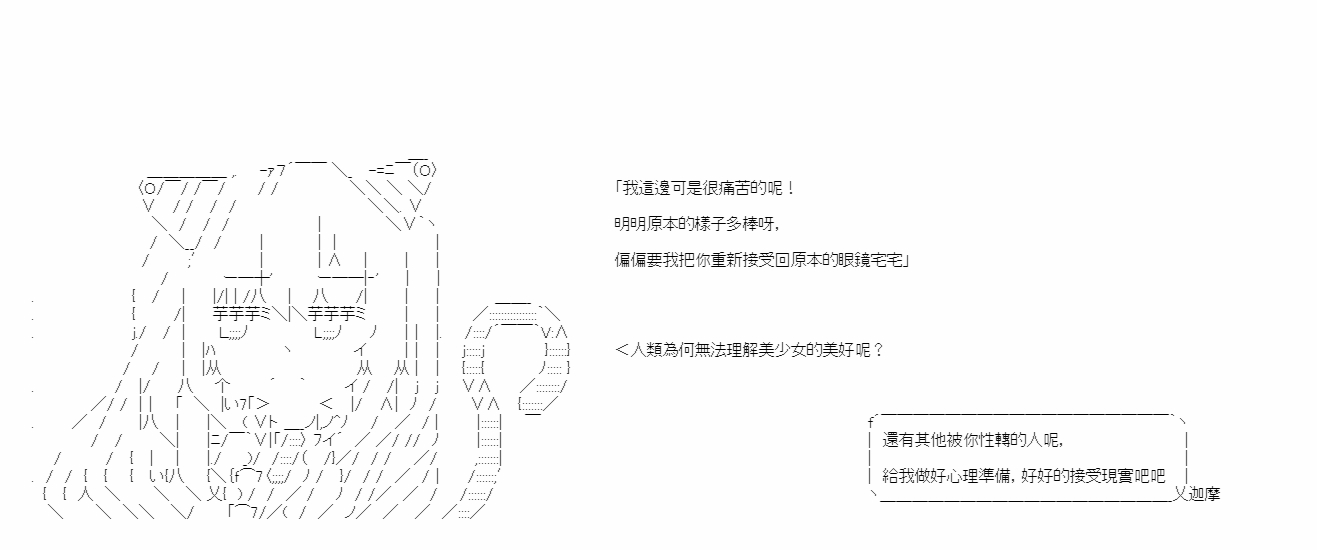 「我這邊可是很痛苦的呢！
明明原本的樣子多棒呀，
偏偏要我把你重新接受回原本的眼鏡宅宅」
＜人類為何無法理解美少女的美好呢？
還有其他被你性轉的人呢，
給我做好心理準備，好好的接受現實吧吧
乂迦摩